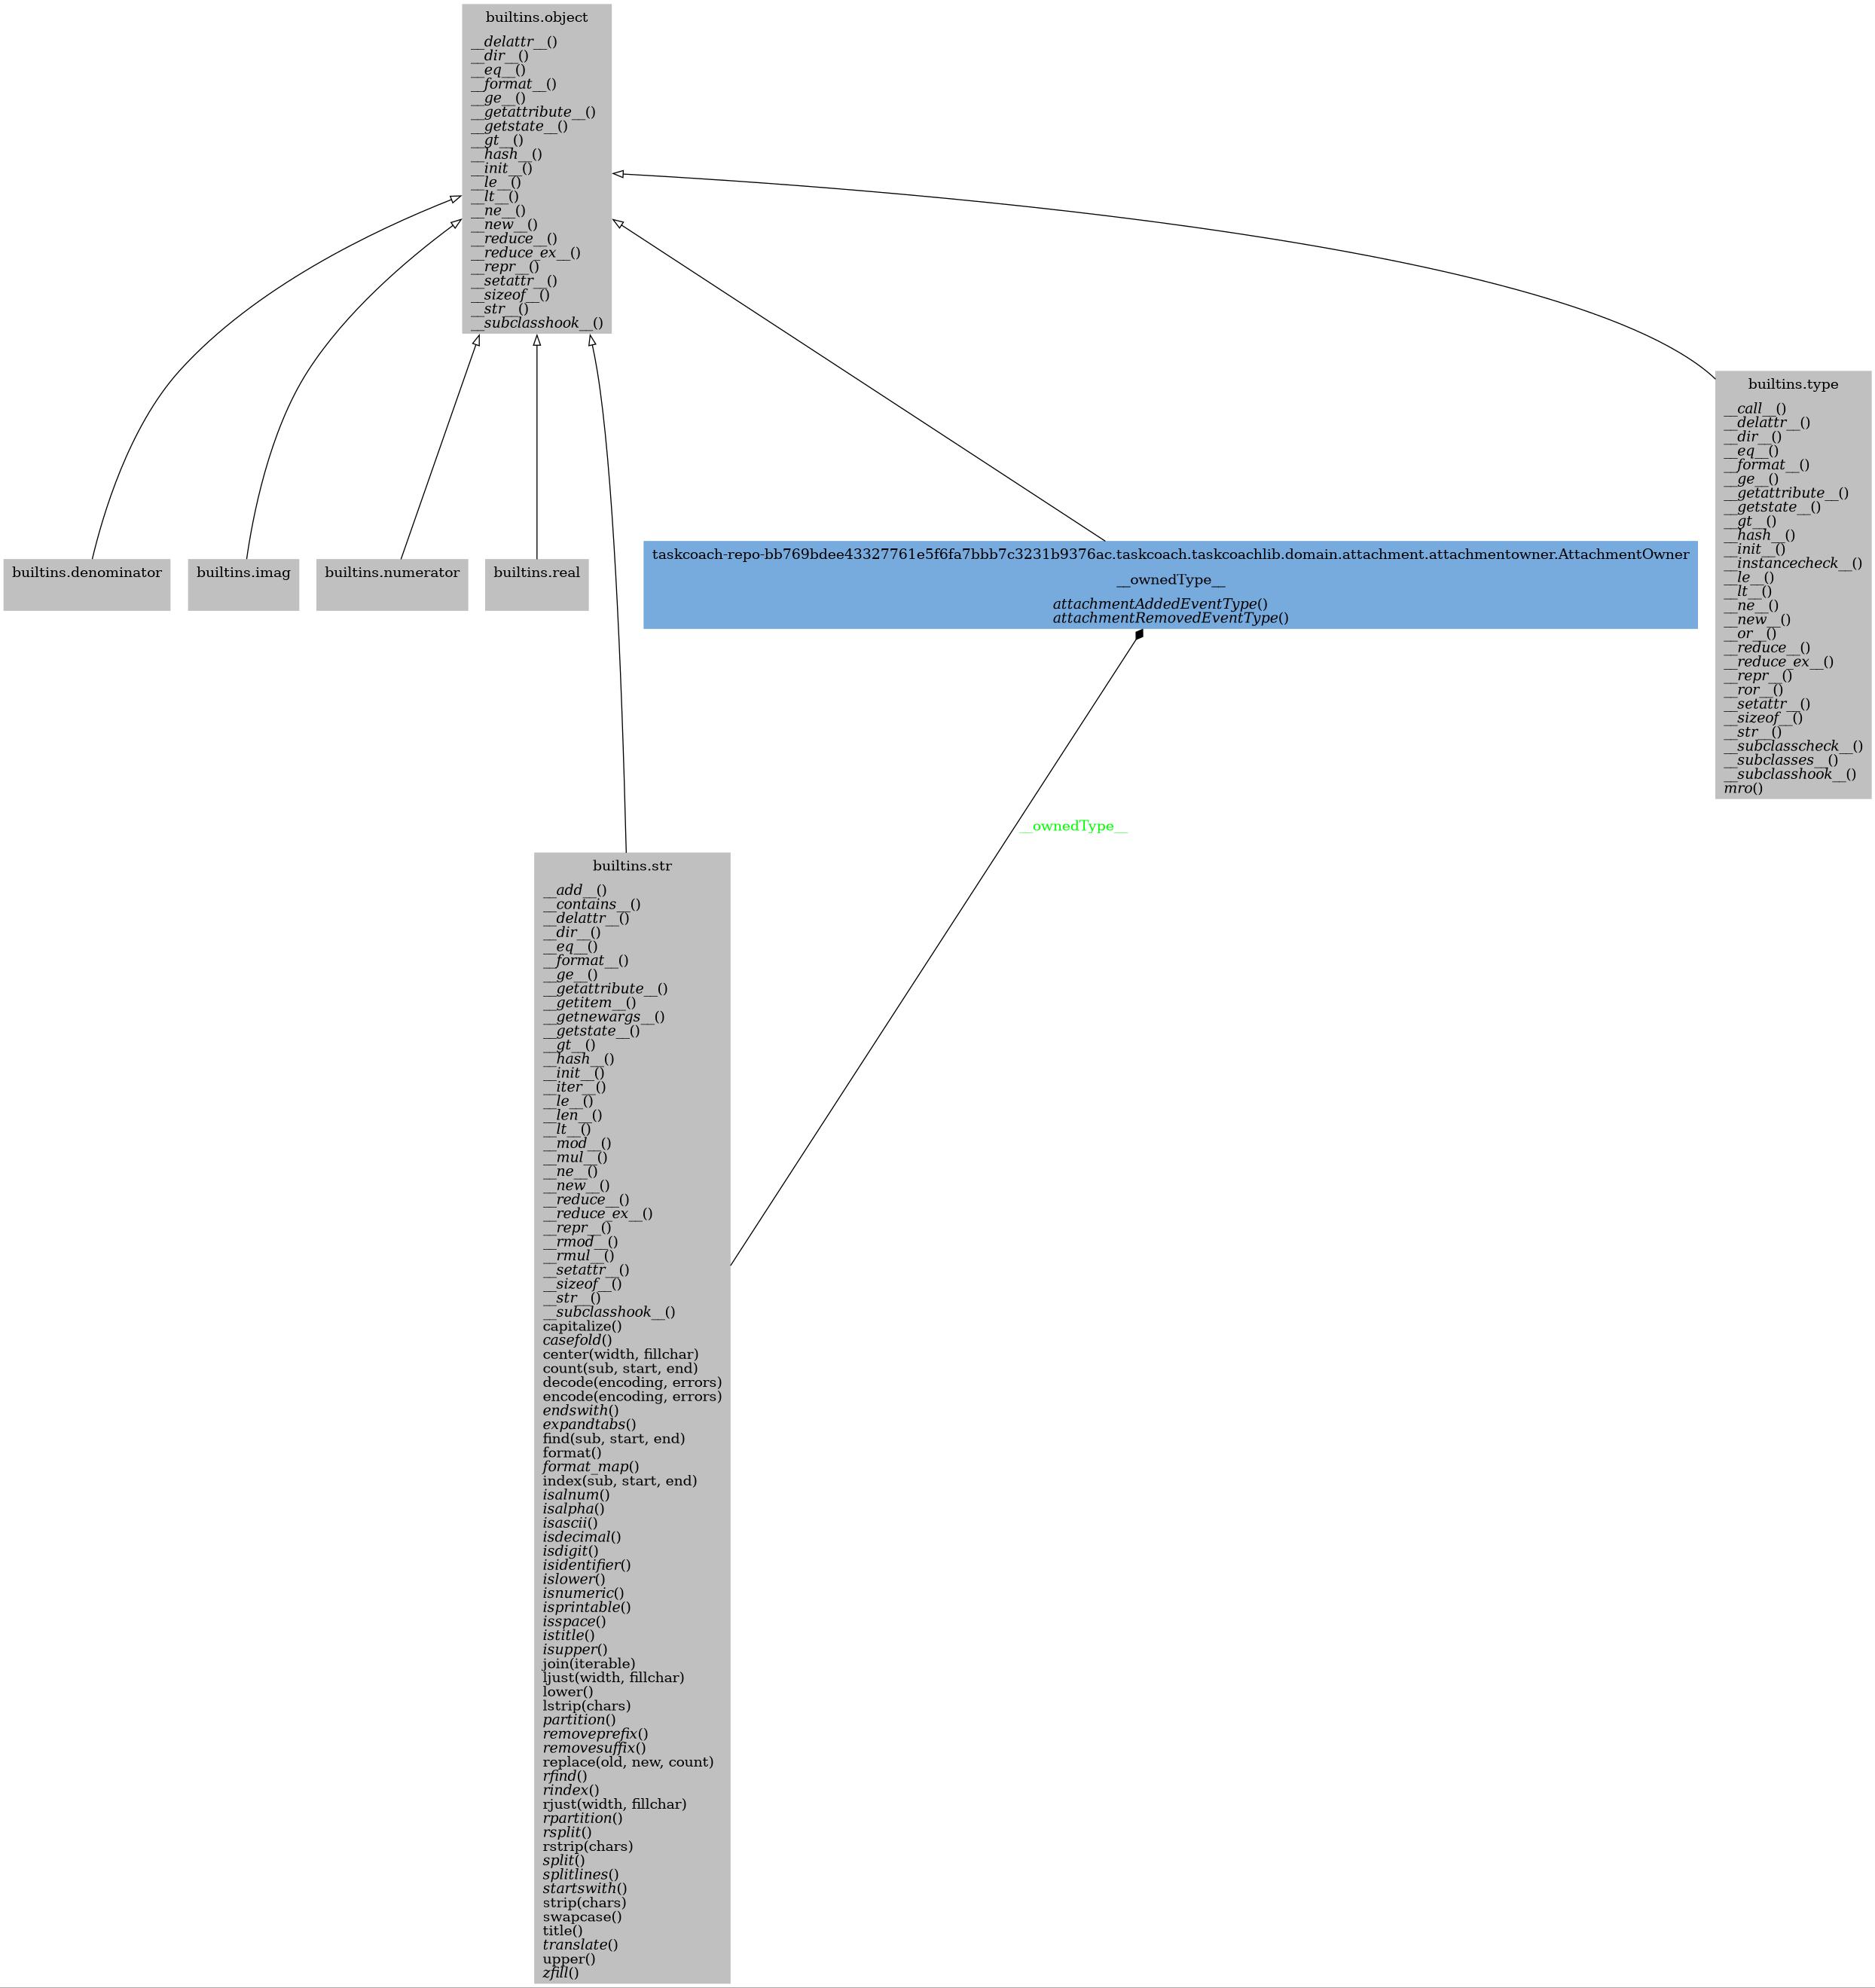 builtins.object
__delattr__()
__dir__()
__eq__()
__format__()
__ge__()
__getattribute__()
__getstate__()
__gt__()
__hash__()
__init__()
__le__()
__lt__()
__ne__()
__new__()
__reduce__()
__reduce_ex__()
__repr__()
__setattr__()
__sizeof__()
__str__()
__subclasshook__()
builtins.denominator
builtins.imag
builtins.numerator
builtins.real
taskcoach-repo-bb769bdee43327761e5f6fa7bbb7c3231b9376ac.taskcoach.taskcoachlib.domain.attachment.attachmentowner.AttachmentOwner
__ownedType__
attachmentAddedEventType()
attachmentRemovedEventType()
builtins.type
__call__()
__delattr__()
__dir__()
__eq__()
__format__()
__ge__()
__getattribute__()
__getstate__()
__gt__()
__hash__()
__init__()
__instancecheck__()
__le__()
__lt__()
__ne__()
__new__()
__or__()
__reduce__()
__reduce_ex__()
__repr__()
__ror__()
__setattr__()
__sizeof__()
__str__()
__subclasscheck__()
__subclasses__()
__subclasshook__()
mro()
__ownedType__
builtins.str
__add__()
__contains__()
__delattr__()
__dir__()
__eq__()
__format__()
__ge__()
__getattribute__()
__getitem__()
__getnewargs__()
__getstate__()
__gt__()
__hash__()
__init__()
__iter__()
__le__()
__len__()
__lt__()
__mod__()
__mul__()
__ne__()
__new__()
__reduce__()
__reduce_ex__()
__repr__()
__rmod__()
__rmul__()
__setattr__()
__sizeof__()
__str__()
__subclasshook__()
capitalize()
casefold()
center(width, fillchar)
count(sub, start, end)
decode(encoding, errors)
encode(encoding, errors)
endswith()
expandtabs()
find(sub, start, end)
format()
format_map()
index(sub, start, end)
isalnum()
isalpha()
isascii()
isdecimal()
isdigit()
isidentifier()
islower()
isnumeric()
isprintable()
isspace()
istitle()
isupper()
join(iterable)
ljust(width, fillchar)
lower()
lstrip(chars)
partition()
removeprefix()
removesuffix()
replace(old, new, count)
rfind()
rindex()
rjust(width, fillchar)
rpartition()
rsplit()
rstrip(chars)
split()
splitlines()
startswith()
strip(chars)
swapcase()
title()
translate()
upper()
zfill()